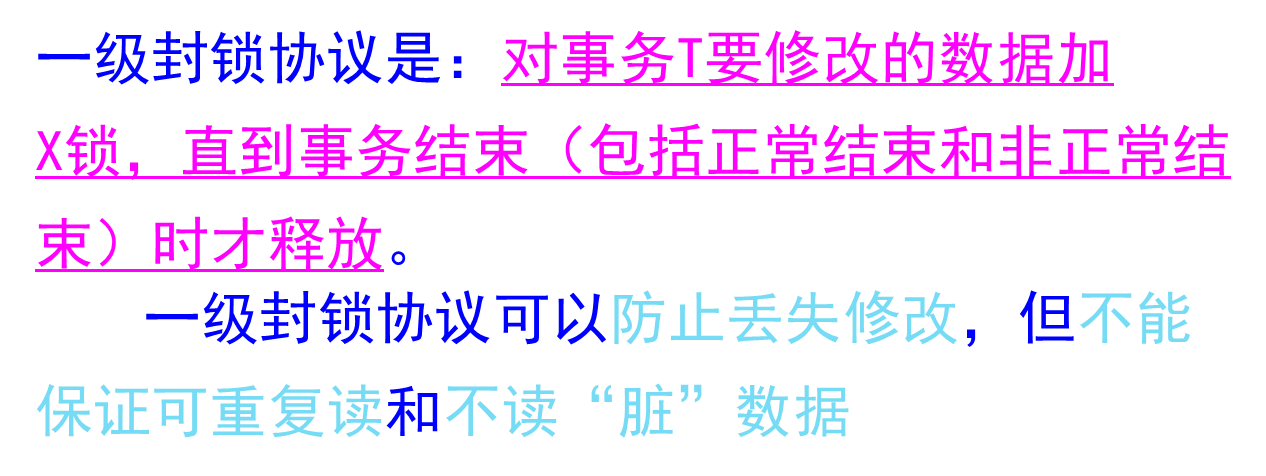 一级封锁协议是：对事务T要修改的数据加
X锁，直到事务结束（包括正常结束和非正常结
束）时才释放。
一级封锁协议可以防止丢失修改，但不能
保证可重复读和不读“脏”数据